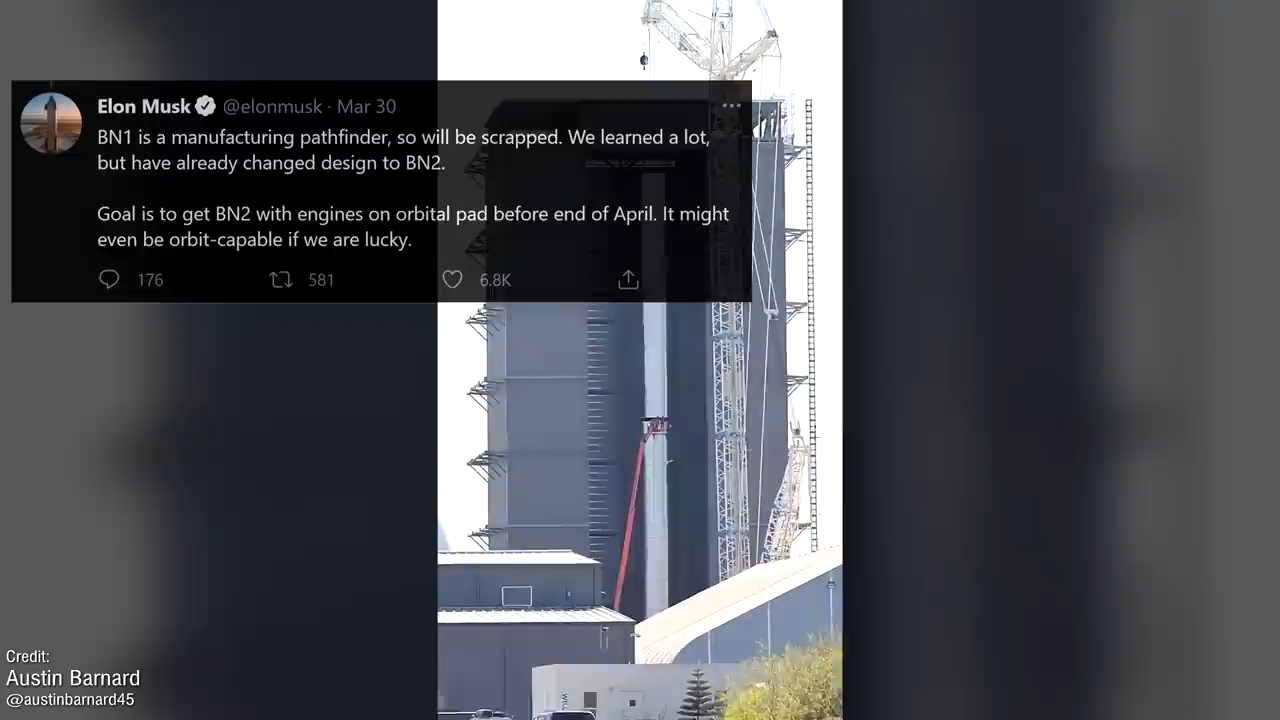 Elon Musk @elonmusk · Mar 30
BN1 is a manufacturing pathfinder, so will be scrapped. We learned a lot,
but have already changed design to BN2.
Goal is to get BN2 with engines on orbital pad before end of April. It might
even be orbit-capable if we are lucky.
176 581 6.8K
Credit:
Austin Barnard
@austinbarnard45